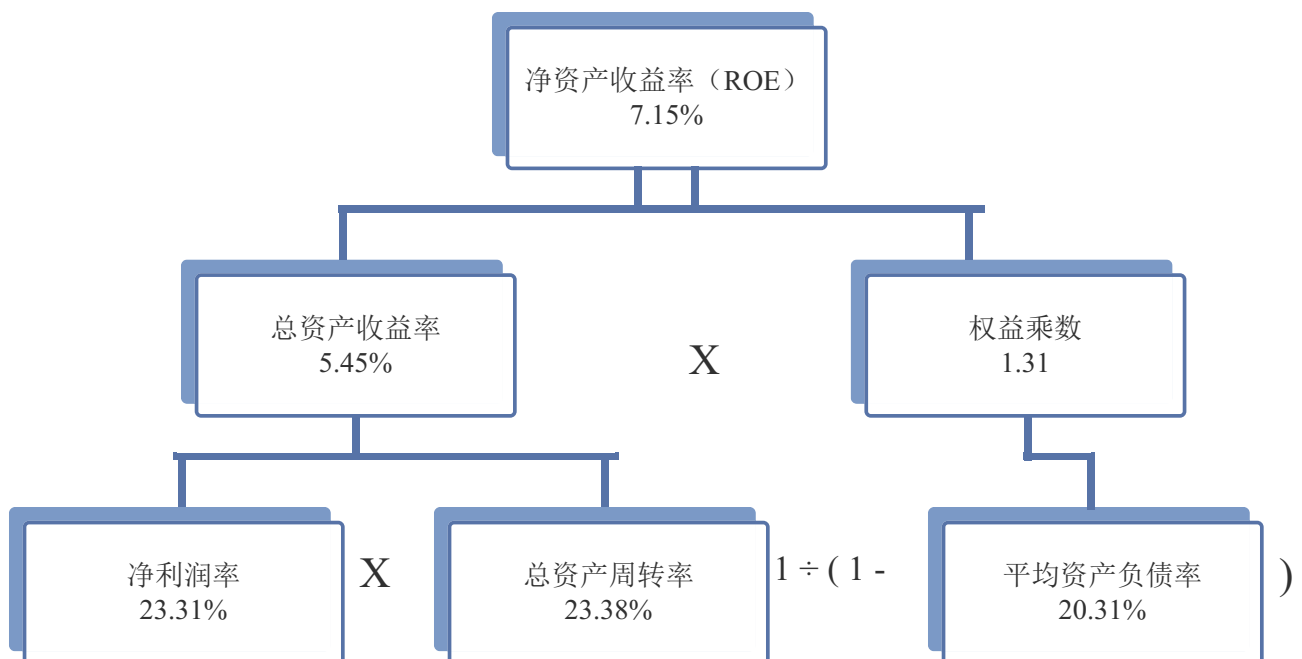 净资产收益率（ROE）
7.15%
总资产收益率
5.45%
X
权益乘数
1.31
净利润率
23.31%
X
总资产周转率
23.38%
1 ÷ ( 1 -
平均资产负债率
20.31%
)